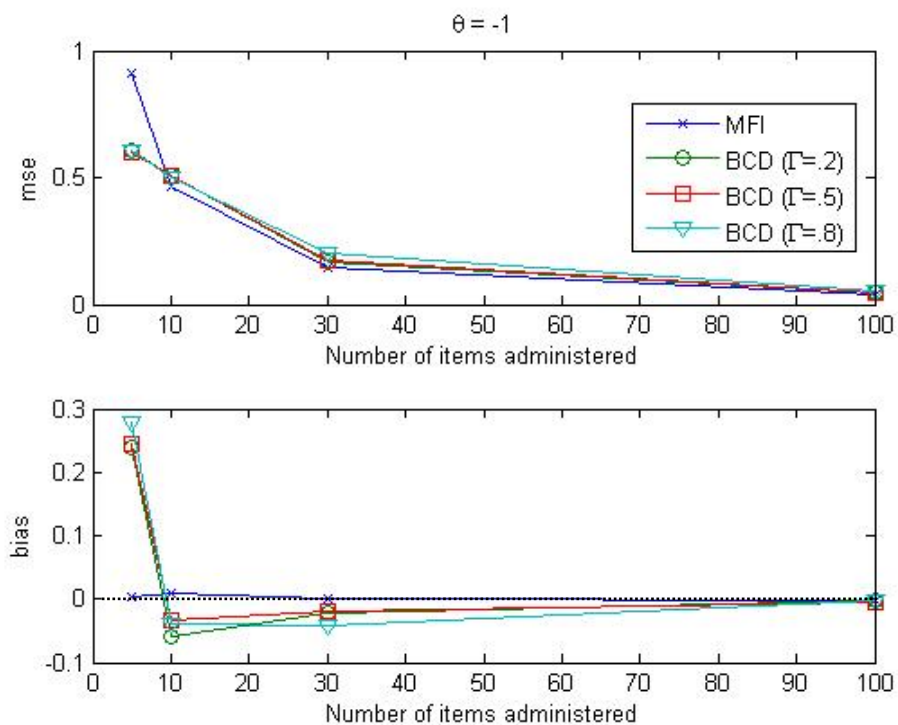 θ = -1
1
0.5
0
mse
0 10 20 30 40 50 60 70 80 90 100
Number of items administered
MFI
BCD (Γ=.2)
BCD (Γ=.5)
BCD (Γ=.8)
0.3
0.2
0.1
0
-0.1
bias
0 10 20 30 40 50 60 70 80 90 100
Number of items administered